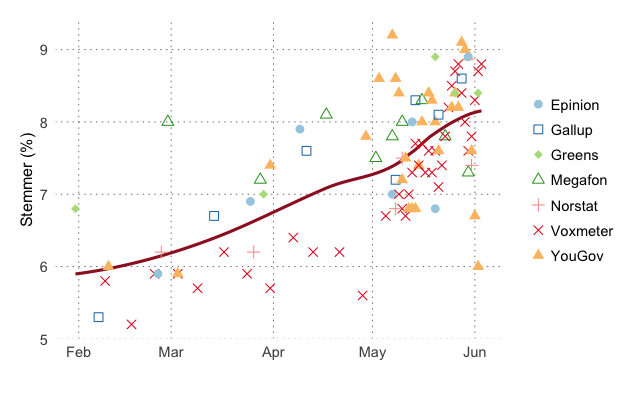 Stemmer (%)
9
8
7
6
5
Feb
Mar
Apr
May
Jun
Epinion
Gallup
Greens
Megafon
Norstat
Voxmeter
YouGov